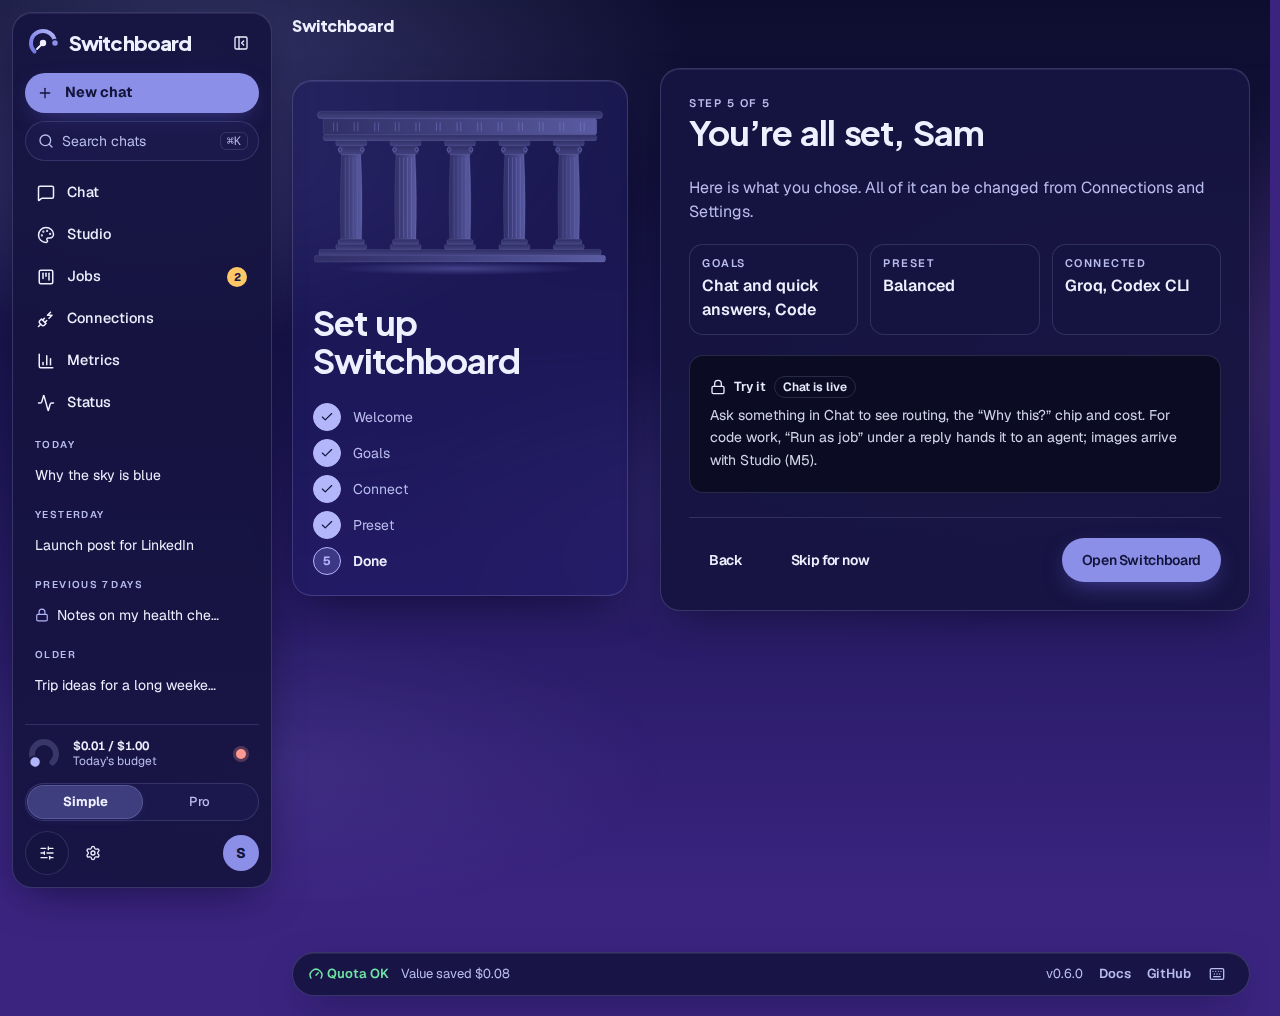 Switchboard
New chat
Search chats
⌘K
Chat
Studio
Jobs
2
Connections
Metrics
Status
TODAY
Why the sky is blue
YESTERDAY
Launch post for LinkedIn
PREVIOUS 7 DAYS
Notes on my health che...
OLDER
Trip ideas for a long weeke...
$0.01 / $1.00
Today's budget
Simple
Pro
S
Switchboard
Set up
Switchboard
Welcome
Goals
Connect
Preset
5
Done
STEP 5 OF 5
You’re all set, Sam
Here is what you chose. All of it can be changed from Connections and
Settings.
GOALS
Chat and quick
answers, Code
PRESET
Balanced
CONNECTED
Groq, Codex CLI
Try it
Chat is live
Ask something in Chat to see routing, the “Why this?” chip and cost. For
code work, “Run as job” under a reply hands it to an agent; images arrive
with Studio (M5).
Back
Skip for now
Open Switchboard
Quota OK
Value saved $0.08
v0.6.0
Docs
GitHub